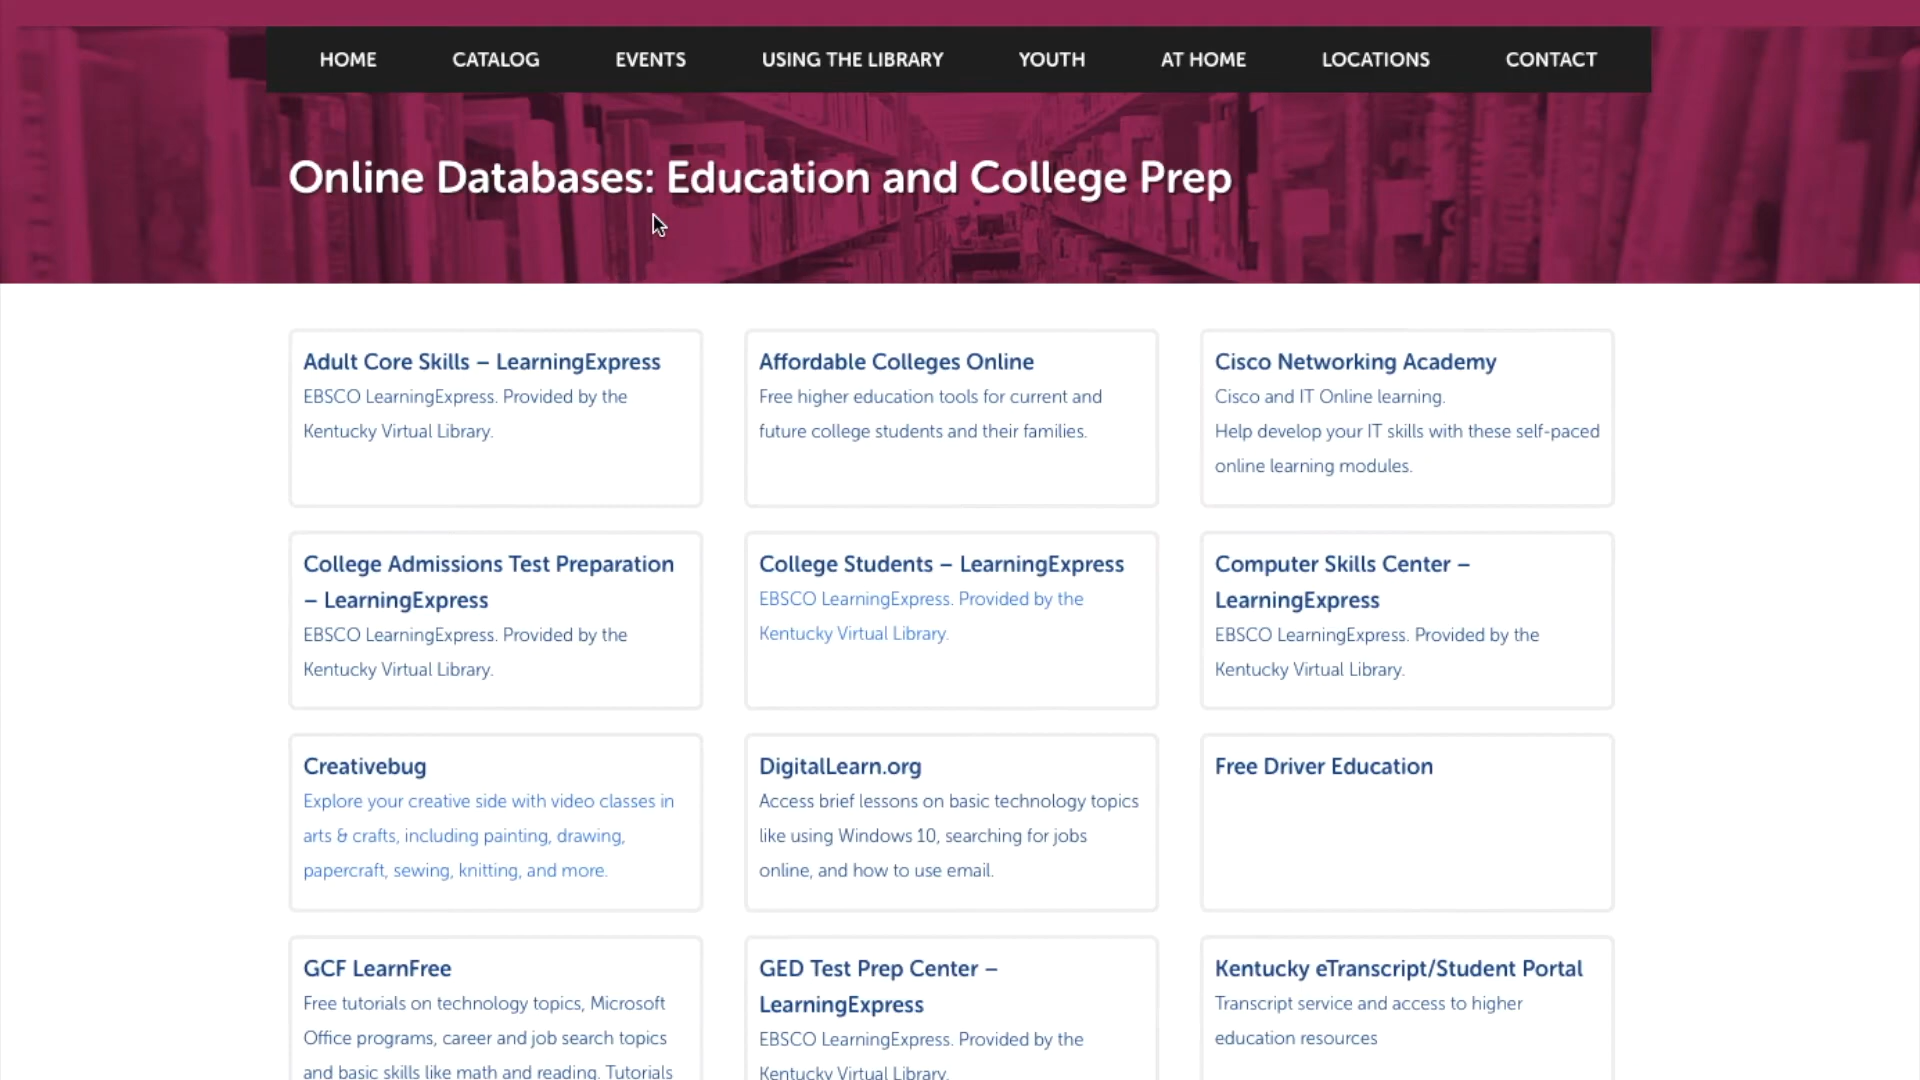 HOME CATALOG EVENTS USING THE LIBRARY YOUTH AT HOME LOCATIONS CONTACT
Online Databases: Education and College Prep
Adult Core Skills – LearningExpress
EBSCO LearningExpress. Provided by the
Kentucky Virtual Library.
Affordable Colleges Online
Free higher education tools for current and
future college students and their families.
Cisco Networking Academy
Cisco and IT Online learning.
Help develop your IT skills with these self-paced
online learning modules.
College Admissions Test Preparation
– LearningExpress
EBSCO LearningExpress. Provided by the
Kentucky Virtual Library.
College Students – LearningExpress
EBSCO LearningExpress. Provided by the
Kentucky Virtual Library.
Computer Skills Center –
LearningExpress
EBSCO LearningExpress. Provided by the
Kentucky Virtual Library.
Creativebug
Explore your creative side with video classes in
arts & crafts, including painting, drawing,
papercraft, sewing, knitting, and more.
DigitalLearn.org
Access brief lessons on basic technology topics
like using Windows 10, searching for jobs
online, and how to use email.
Free Driver Education
GCF LearnFree
Free tutorials on technology topics, Microsoft
Office programs, career and job search topics
and basic skills like math and reading. Tutorials
GED Test Prep Center –
LearningExpress
EBSCO LearningExpress. Provided by the
Kentucky Virtual Library.
Kentucky eTranscript/Student Portal
Transcript service and access to higher
education resources